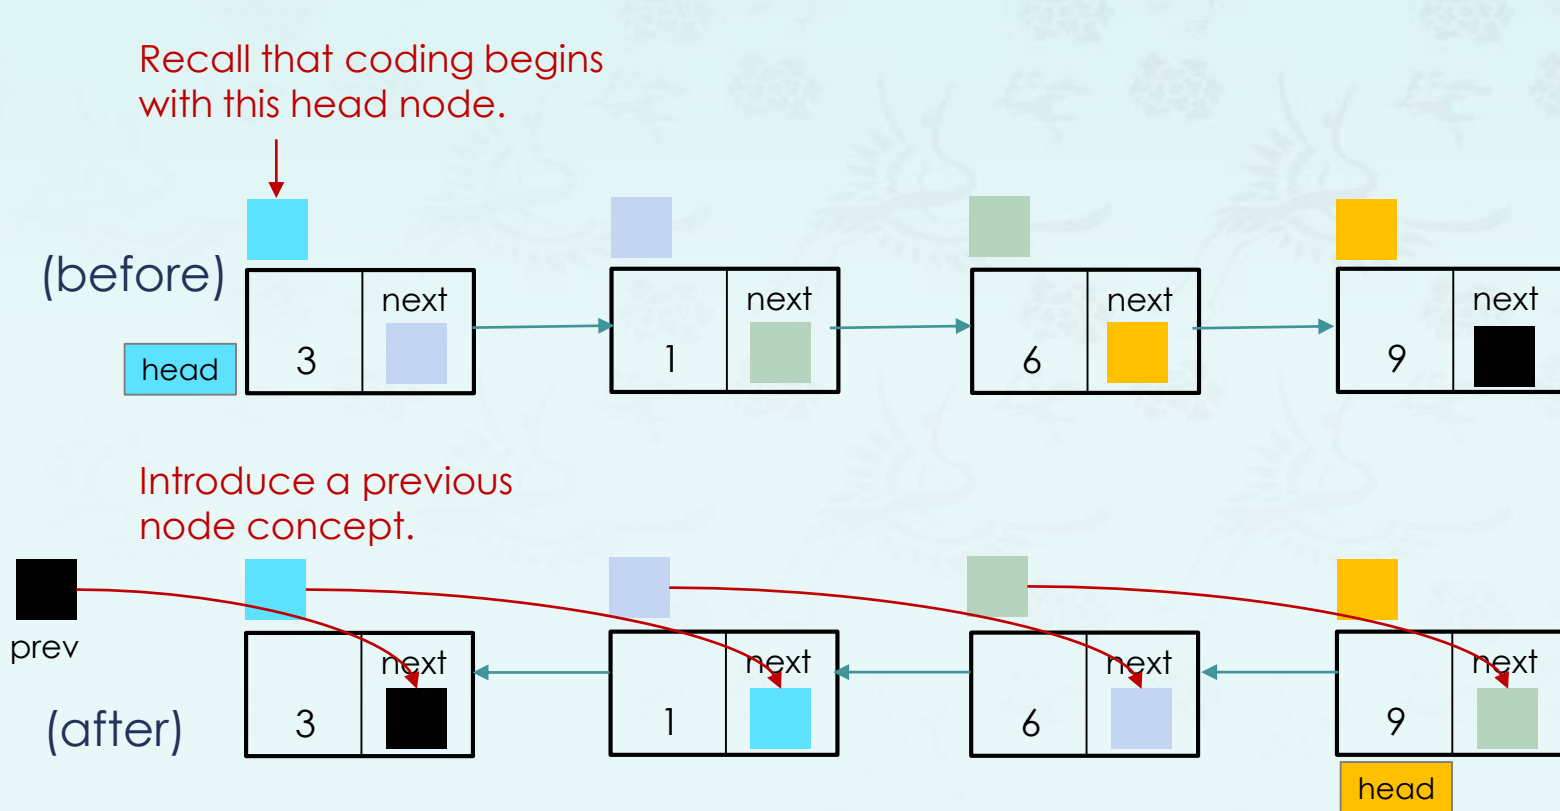 Recall that coding begins
with this head node.
(before)
head
3
next
1
next
6
next
9
next
Introduce a previous
node concept.
prev
(after)
3
next
1
next
6
next
9
next
head